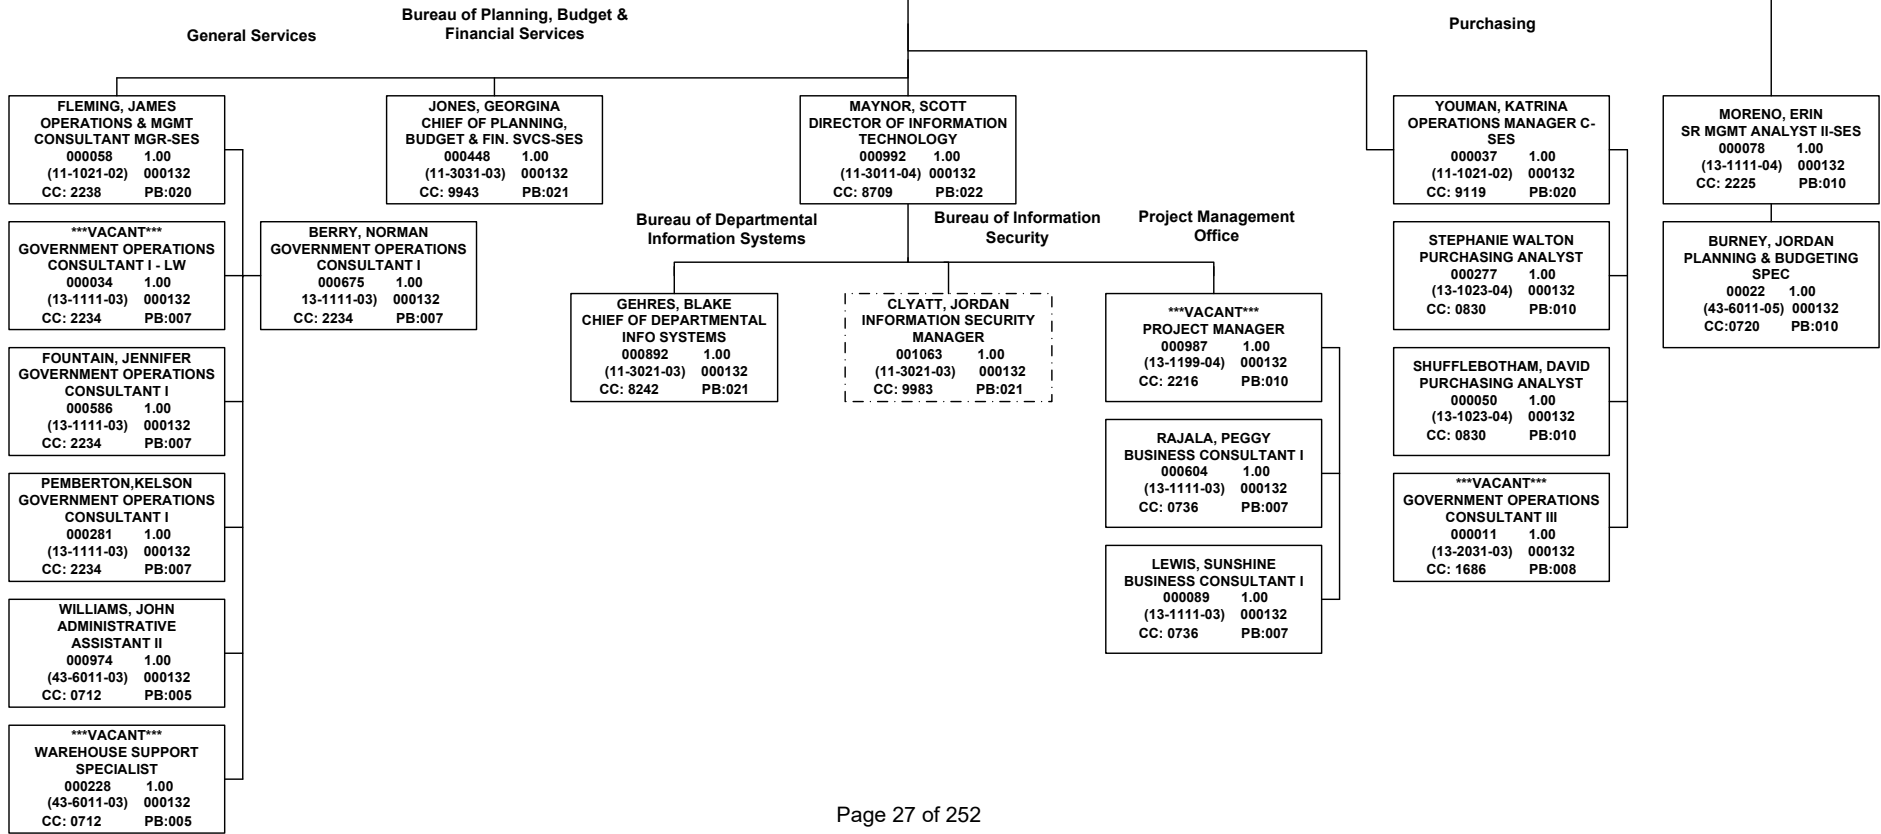 General Services
Bureau of Planning, Budget &
Financial Services
Purchasing
FLEMING, JAMES
OPERATIONS & MGMT
CONSULTANT MGR-SES
000058 1.00
(11-1021-02) 000132
CC: 2238 PB:020
JONES, GEORGINA
CHIEF OF PLANNING,
BUDGET & FIN. SVCS-SES
000448 1.00
(11-3031-03) 000132
CC: 9943 PB:021
MAYNOR, SCOTT
DIRECTOR OF INFORMATION
TECHNOLOGY
000992 1.00
(11-3011-04) 000132
CC: 8709 PB:022
YOUMAN, KATRINA
OPERATIONS MANAGER C-
SES
000037 1.00
(11-1021-02) 000132
CC: 9119 PB:020
MORENO, ERIN
SR MGMT ANALYST II-SES
000078 1.00
(13-1111-04) 000132
CC: 2225 PB:010
***VACANT***
GOVERNMENT OPERATIONS
CONSULTANT I - LW
000034 1.00
(13-1111-03) 000132
CC: 2234 PB:007
BERRY, NORMAN
GOVERNMENT OPERATIONS
CONSULTANT I
000675 1.00
13-1111-03) 000132
CC: 2234 PB:007
Bureau of Departmental
Information Systems
Bureau of Information
Security
Project Management
Office
STEPHANIE WALTON
PURCHASING ANALYST
000277 1.00
(13-1023-04) 000132
CC: 0830 PB:010
BURNEY, JORDAN
PLANNING & BUDGETING
SPEC
00022 1.00
(43-6011-05) 000132
CC:0720 PB:010
GEHRES, BLAKE
CHIEF OF DEPARTMENTAL
INFO SYSTEMS
000892 1.00
(11-3021-03) 000132
CC: 8242 PB:021
CLYATT, JORDAN
INFORMATION SECURITY
MANAGER
001063 1.00
(11-3021-03) 000132
CC: 9983 PB:021
***VACANT***
PROJECT MANAGER
000987 1.00
(13-1199-04) 000132
CC: 2216 PB:010
FOUNTAIN, JENNIFER
GOVERNMENT OPERATIONS
CONSULTANT I
000586 1.00
(13-1111-03) 000132
CC: 2234 PB:007
SHUFFLEBOTHAM, DAVID
PURCHASING ANALYST
000050 1.00
(13-1023-04) 000132
CC: 0830 PB:010
RAJALA, PEGGY
BUSINESS CONSULTANT I
000604 1.00
(13-1111-03) 000132
CC: 0736 PB:007
PEMBERTON,KELSON
GOVERNMENT OPERATIONS
CONSULTANT I
000281 1.00
(13-1111-03) 000132
CC: 2234 PB:007
***VACANT***
GOVERNMENT OPERATIONS
CONSULTANT III
000011 1.00
(13-2031-03) 000132
CC: 1686 PB:008
LEWIS, SUNSHINE
BUSINESS CONSULTANT I
000089 1.00
(13-1111-03) 000132
CC: 0736 PB:007
WILLIAMS, JOHN
ADMINISTRATIVE
ASSISTANT II
000974 1.00
(43-6011-03) 000132
CC: 0712 PB:005
***VACANT***
WAREHOUSE SUPPORT
SPECIALIST
000228 1.00
(43-6011-03) 000132
CC: 0712 PB:005
Page 27 of 252